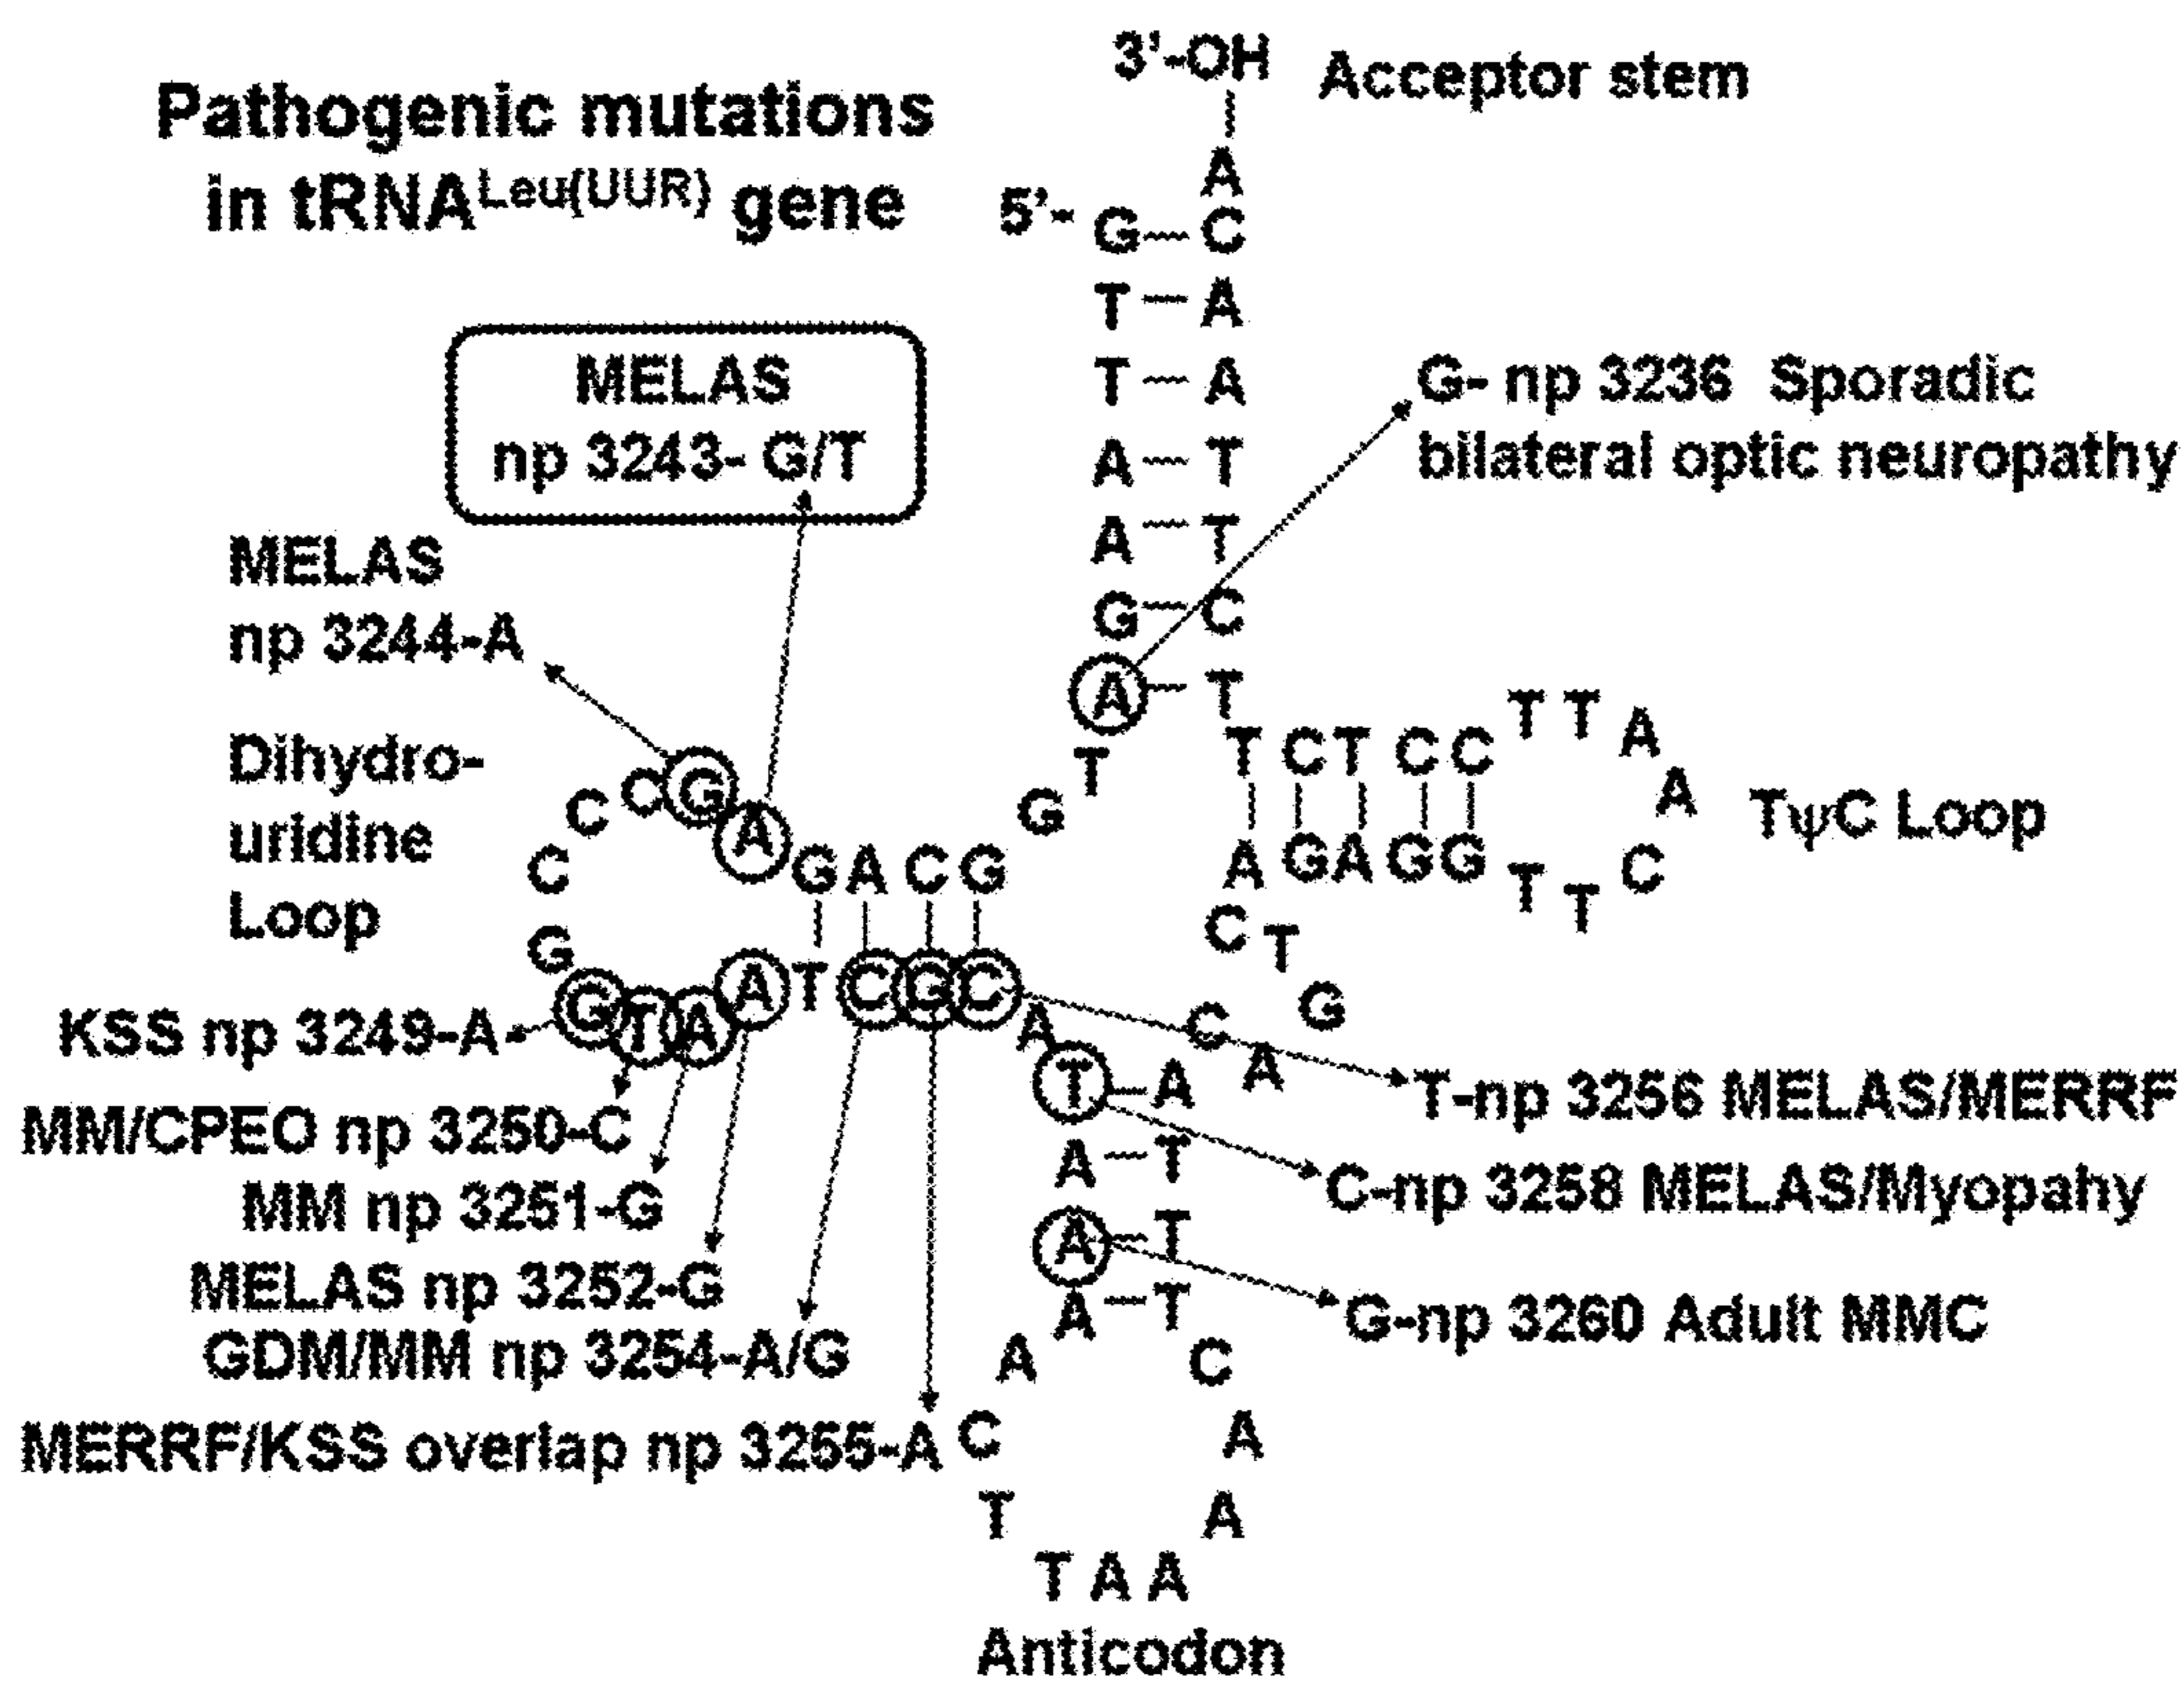 Pathogenic mutations
in tRNALeu(UUR) gene
3'-OH Acceptor stem
A
5'- G C
T A
T A
A T
A T
G C
A T
MELAS
np 3243- G/T
G- np 3236 Sporadic
bilateral optic neuropathy
MELAS
np 3244-A
Dihydro-
uridine
Loop
T
G
G A C G
A
G
C
C
C
G
G
T
A
A T C G C
A
T C T C C T T A
A
TψC Loop
A G A G G T T C
C T
G
C A
T A
A T
A T
A T
A C
C A
T A
T A A
Anticodon
KSS np 3249-A-
MM/CPEO np 3250-C
MM np 3251-G
MELAS np 3252-G
GDM/MM np 3254-A/G
MERRF/KSS overlap np 3255-A
T-np 3256 MELAS/MERRF
C-np 3258 MELAS/Myopahy
G-np 3260 Adult MMC